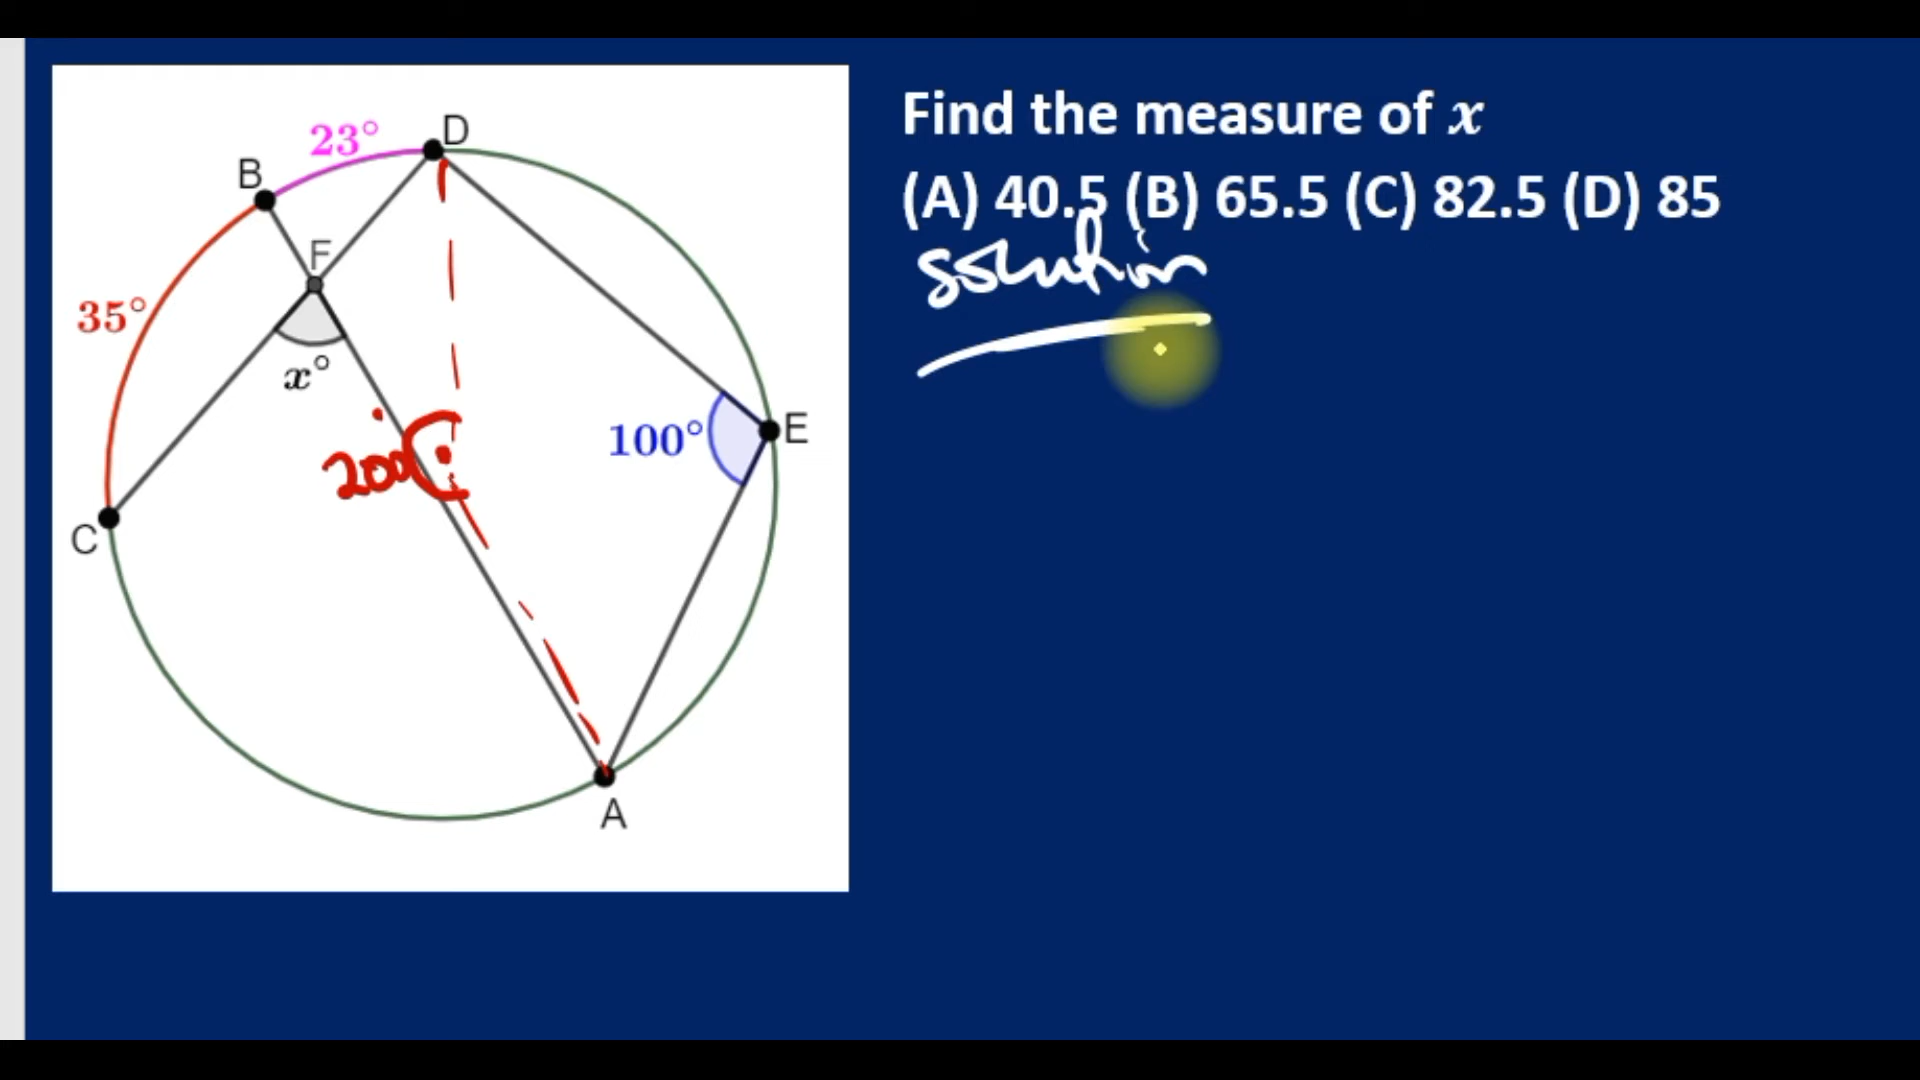 Find the measure of x
(A) 40.5 (B) 65.5 (C) 82.5 (D) 85
solution
23°
D
B
F
35°
x°
100°
E
200
C
A